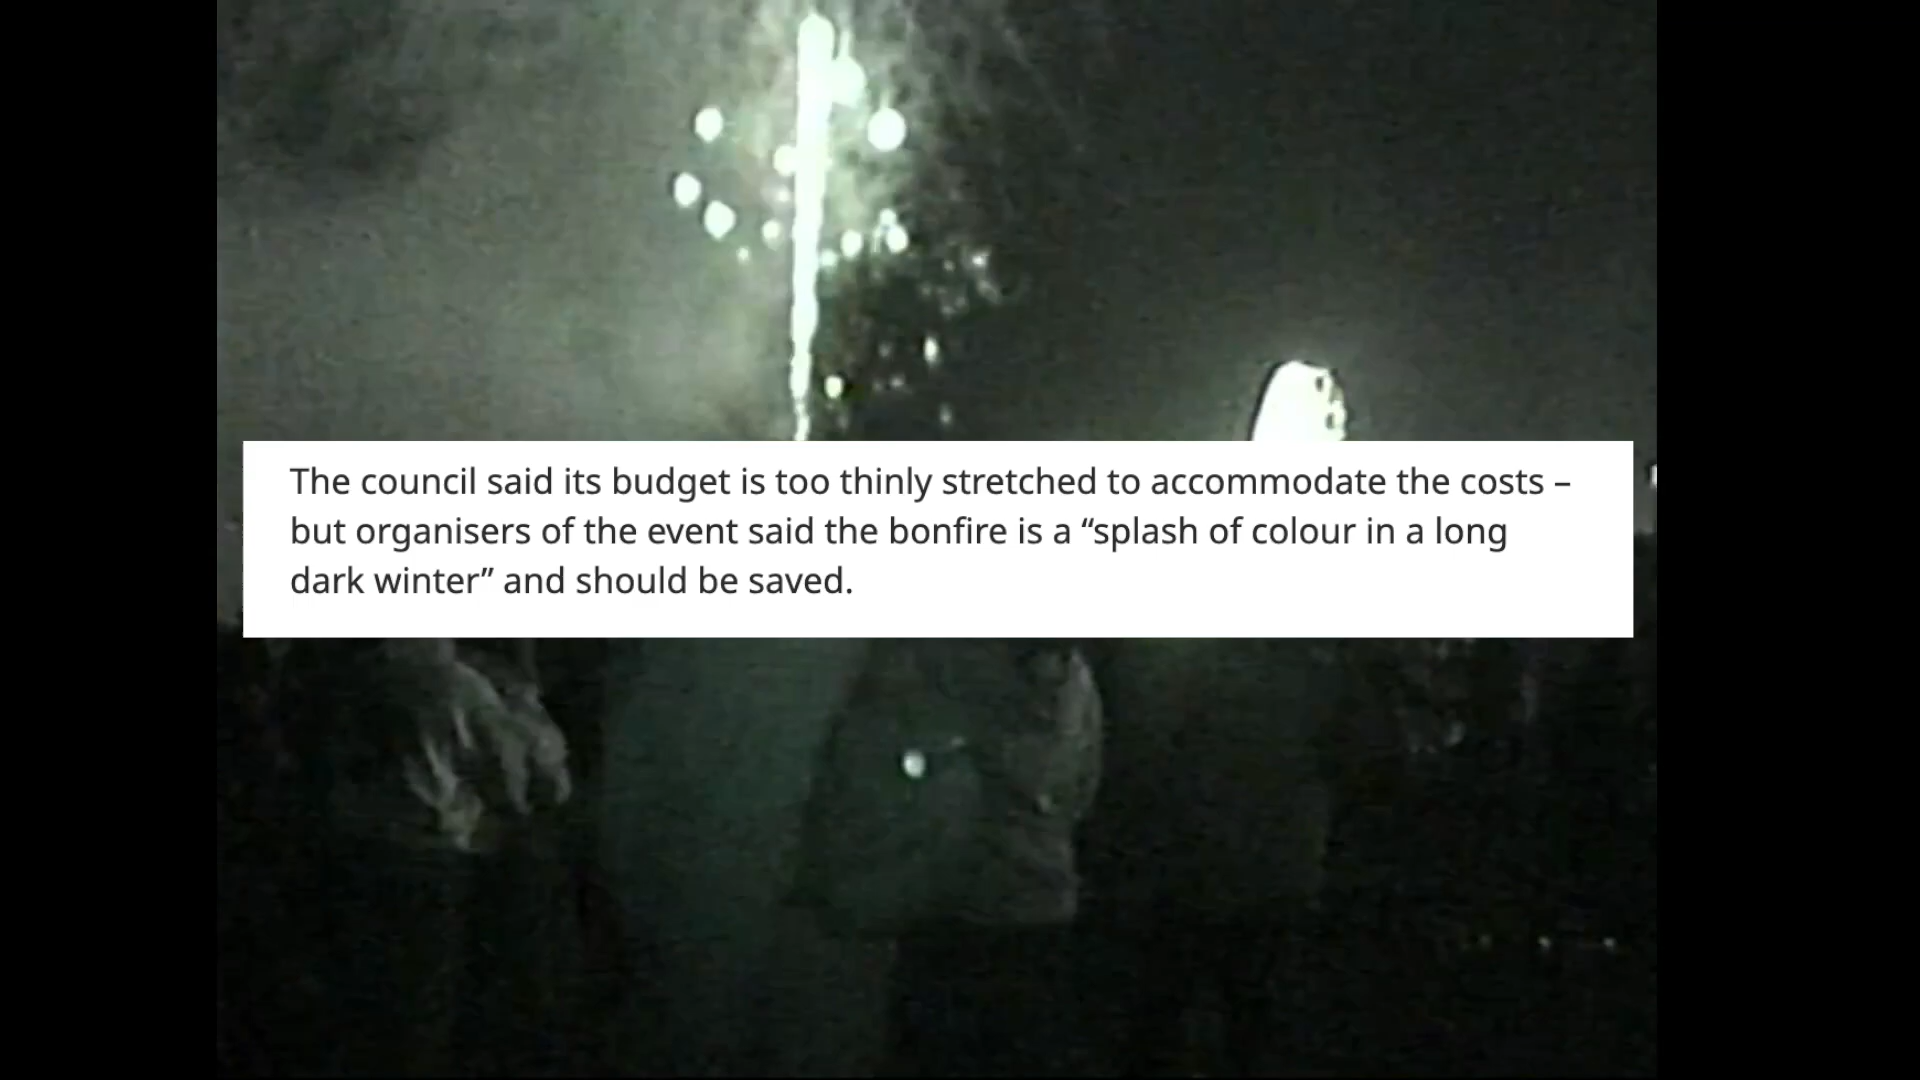 The council said its budget is too thinly stretched to accommodate the costs –
but organisers of the event said the bonfire is a “splash of colour in a long
dark winter” and should be saved.